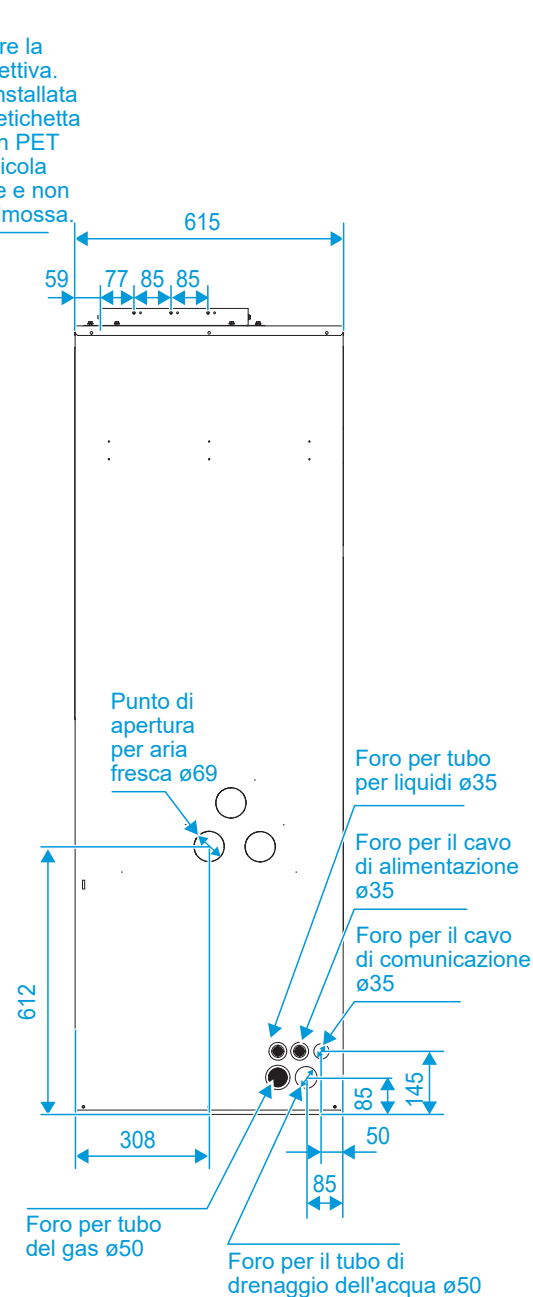 re la
ettiva.
nstallata
etichetta
n PET
icola
e e non
mossa.
615
59 77 85 85
Punto di
apertura
per aria
fresca ø69
Foro per tubo
per liquidi ø35
Foro per il cavo
di alimentazione
ø35
Foro per il cavo
di comunicazione
ø35
612
85
145
308
50
85
Foro per tubo
del gas ø50
Foro per il tubo di
drenaggio dell'acqua ø50